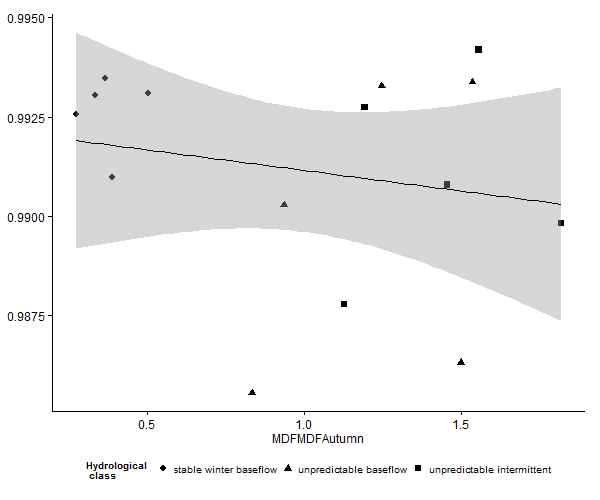 0.9950
0.9925
0.9900
0.9875
0.5 1.0 1.5
MDFMDFAutumn
Hydrological
class
stable winter baseflow unpredictable baseflow unpredictable intermittent